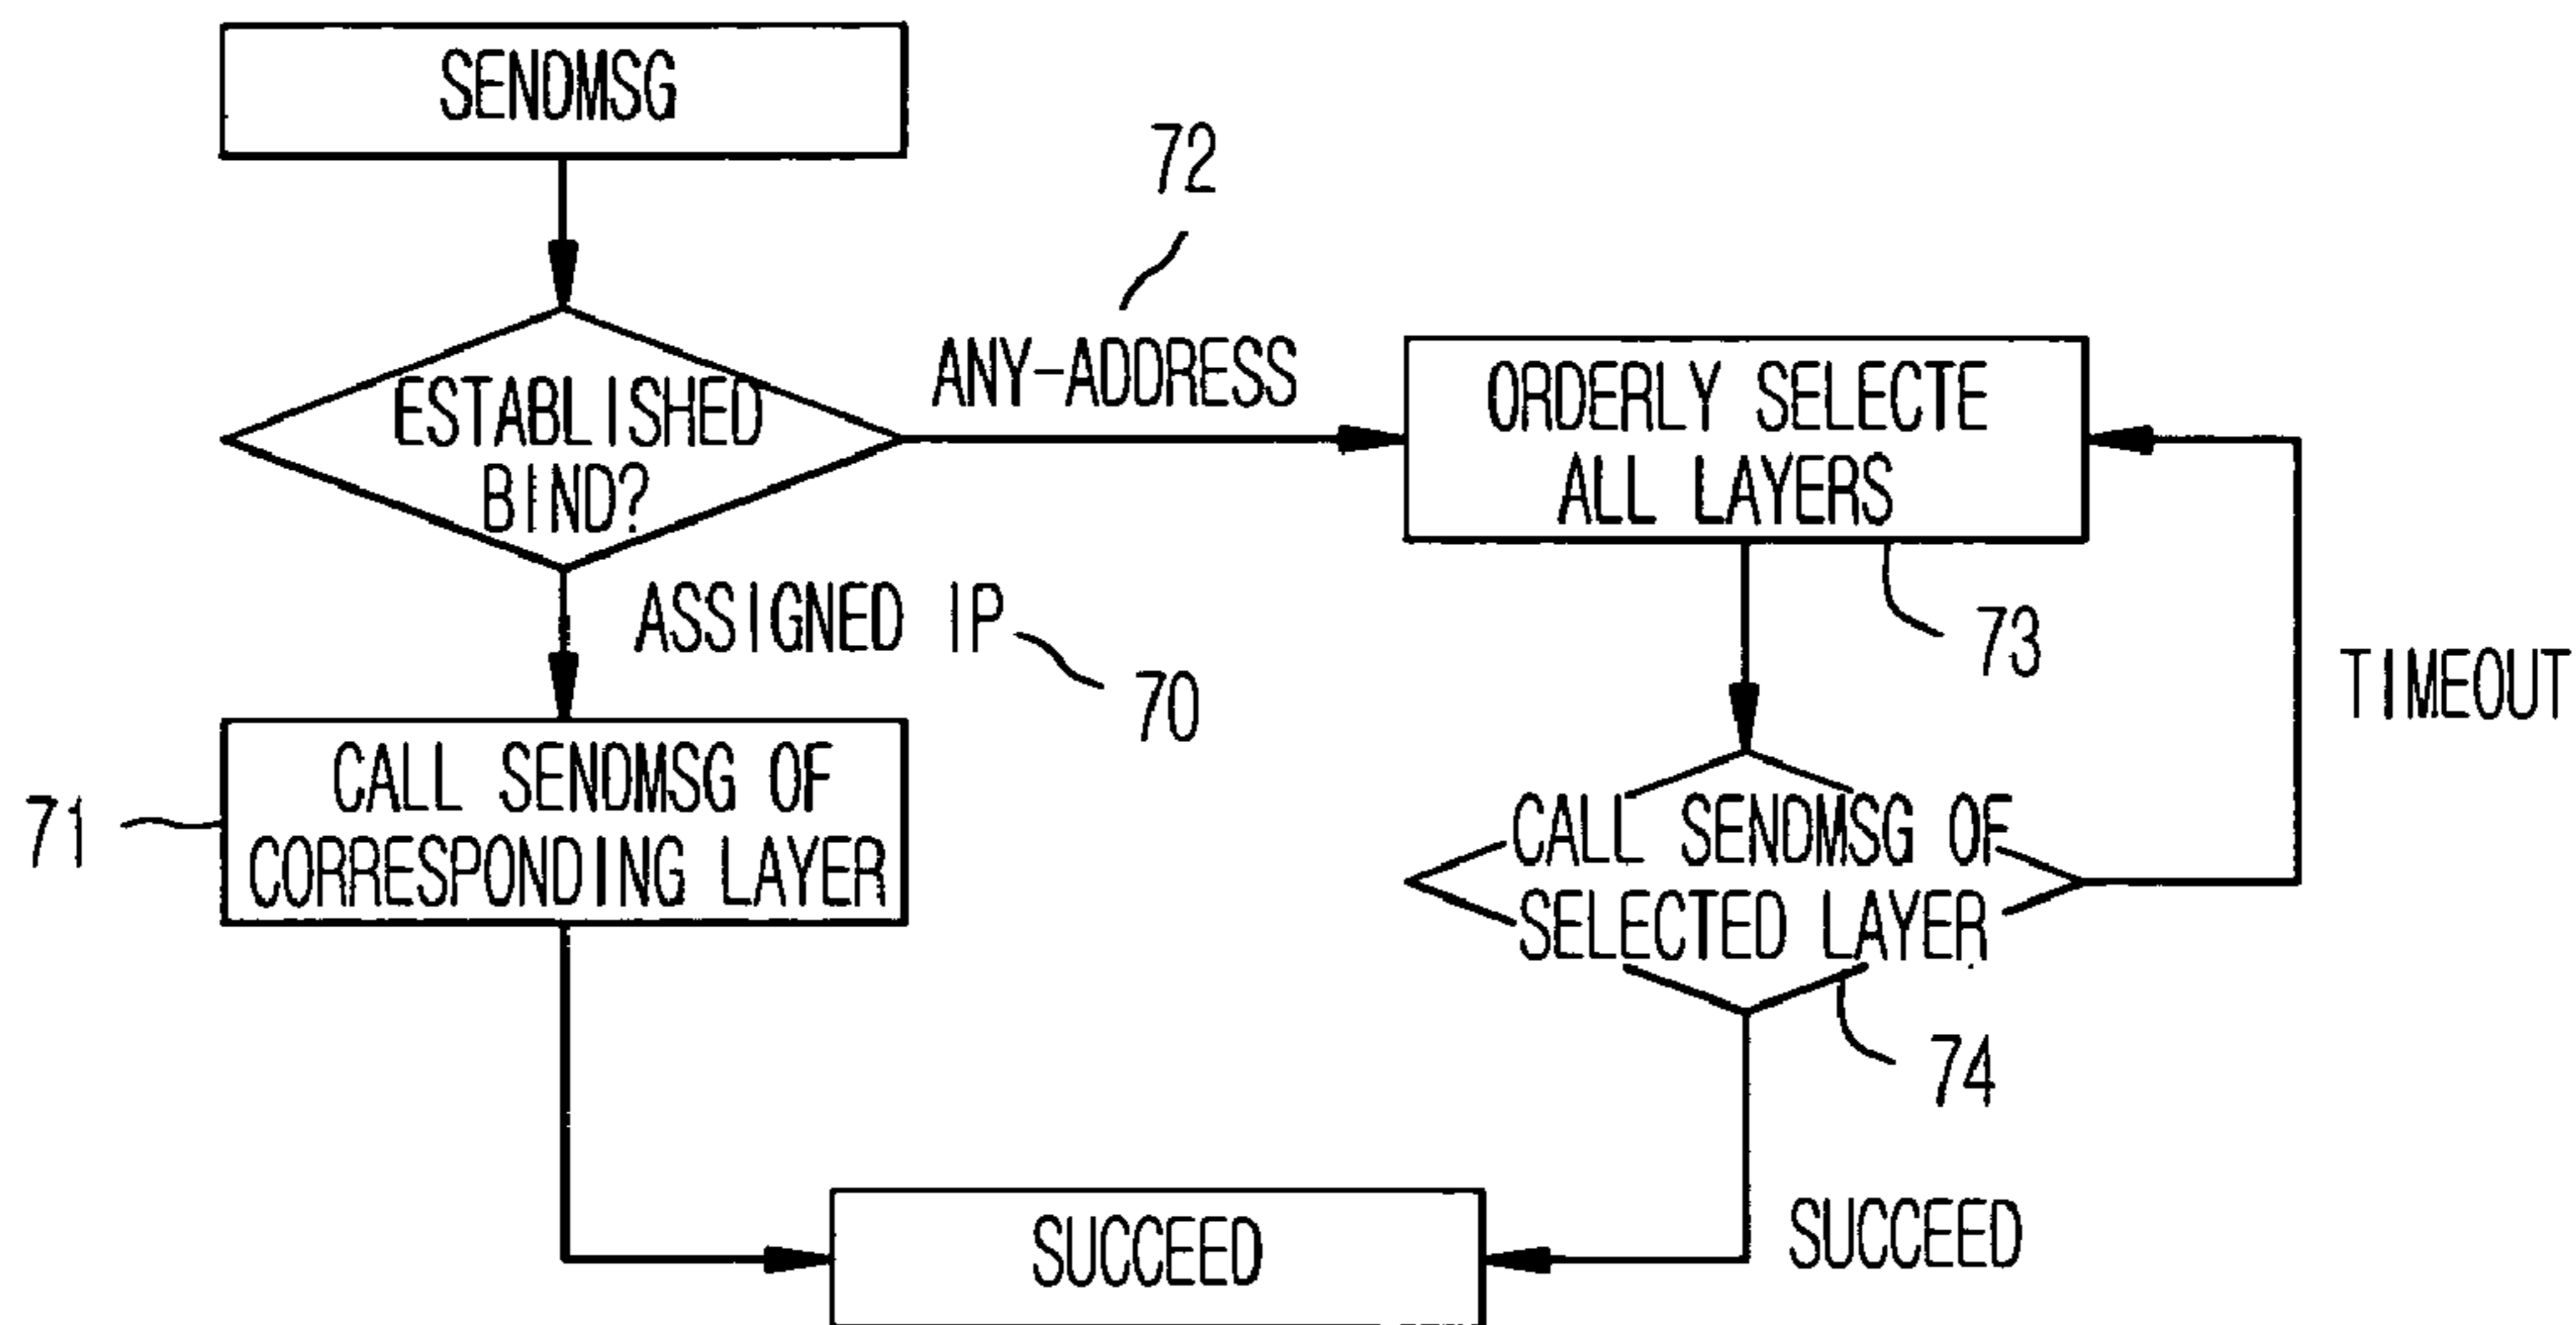 SENDMSG
72
ESTABLISHED
BIND?
ANY-ADDRESS
ORDERLY SELECTE
ALL LAYERS
ASSIGNED IP
70
73
TIMEOUT
71
CALL SENDMSG OF
CORRESPONDING LAYER
CALL SENDMSG OF
SELECTED LAYER
74
SUCCEED
SUCCEED